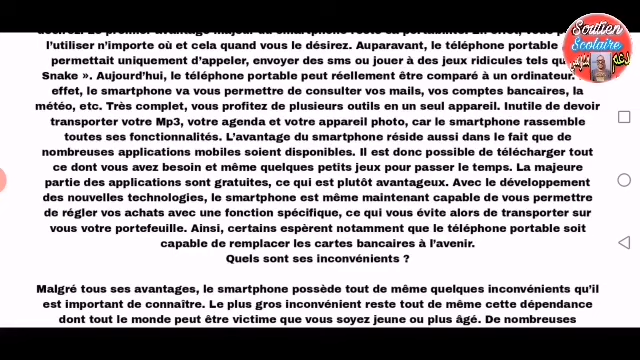 Soutien
Scolaire
l'utiliser n'importe où et cela quand vous le désirez. Auparavant, le téléphone portable
permettait uniquement d'appeler, envoyer des sms ou jouer à des jeux ridicules tels qu
Snake ». Aujourd'hui, le téléphone portable peut réellement être comparé à un ordinateur.
effet, le smartphone va vous permettre de consulter vos mails, vos comptes bancaires, la
météo, etc. Très complet, vous profitez de plusieurs outils en un seul appareil. Inutile de devoir
transporter votre Mp3, votre agenda et votre appareil photo, car le smartphone rassemble
toutes ses fonctionnalités. L'avantage du smartphone réside aussi dans le fait que de
nombreuses applications mobiles soient disponibles. Il est donc possible de télécharger tout
ce dont vous avez besoin et même quelques petits jeux pour passer le temps. La majeure
partie des applications sont gratuites, ce qui est plutôt avantageux. Avec le développement
des nouvelles technologies, le smartphone est même maintenant capable de vous permettre
de régler vos achats avec une fonction spécifique, ce qui vous évite alors de transporter sur
vous votre portefeuille. Ainsi, certains espèrent notamment que le téléphone portable soit
capable de remplacer les cartes bancaires à l'avenir.
Quels sont ses inconvénients ?
Malgré tous ses avantages, le smartphone possède tout de même quelques inconvénients qu'il
est important de connaître. Le plus gros inconvénient reste tout de même cette dépendance
dont tout le monde peut être victime que vous soyez jeune ou plus âgé. De nombreuses